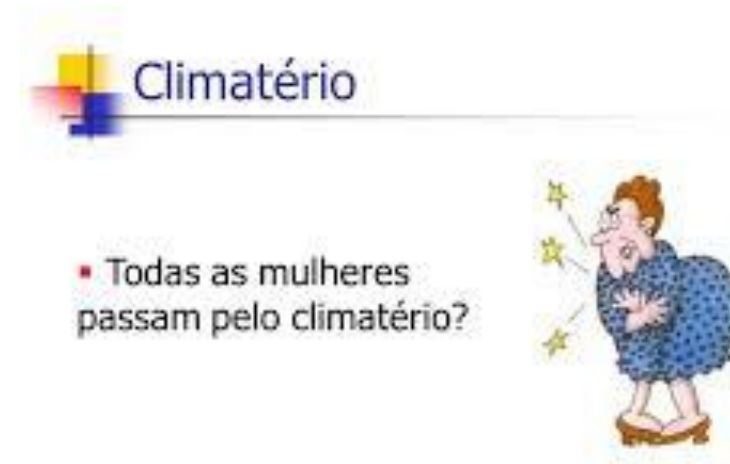 Climatério
▪ Todas as mulheres
passam pelo climatério?